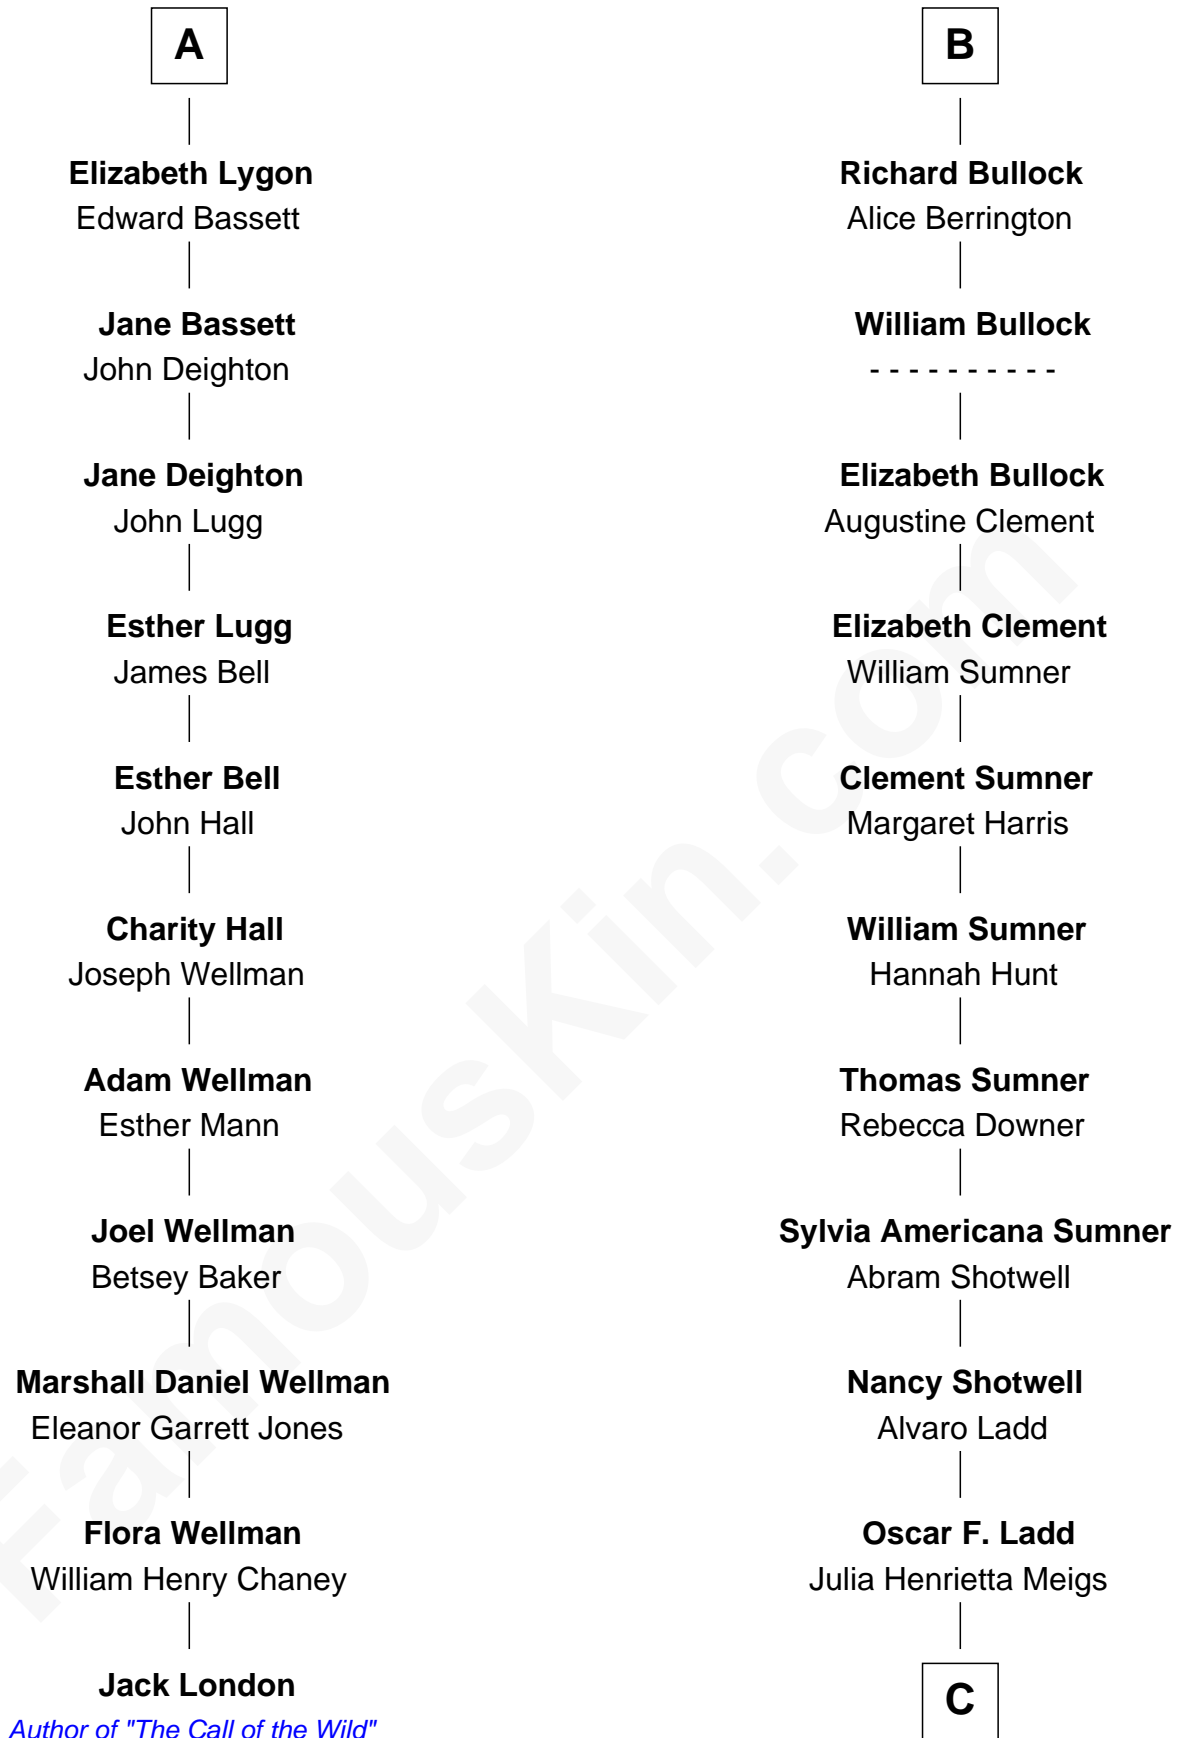 A
Elizabeth Lygon
Edward Bassett
Jane Bassett
John Deighton
Jane Deighton
John Lugg
Esther Lugg
James Bell
Esther Bell
John Hall
Charity Hall
Joseph Wellman
Adam Wellman
Esther Mann
Joel Wellman
Betsey Baker
Marshall Daniel Wellman
Eleanor Garrett Jones
Flora Wellman
William Henry Chaney
Jack London
Author of "The Call of the Wild"
B
Richard Bullock
Alice Berrington
William Bullock
- - - - - - - - - -
Elizabeth Bullock
Augustine Clement
Elizabeth Clement
William Sumner
Clement Sumner
Margaret Harris
William Sumner
Hannah Hunt
Thomas Sumner
Rebecca Downer
Sylvia Americana Sumner
Abram Shotwell
Nancy Shotwell
Alvaro Ladd
Oscar F. Ladd
Julia Henrietta Meigs
C
FamousKin.com